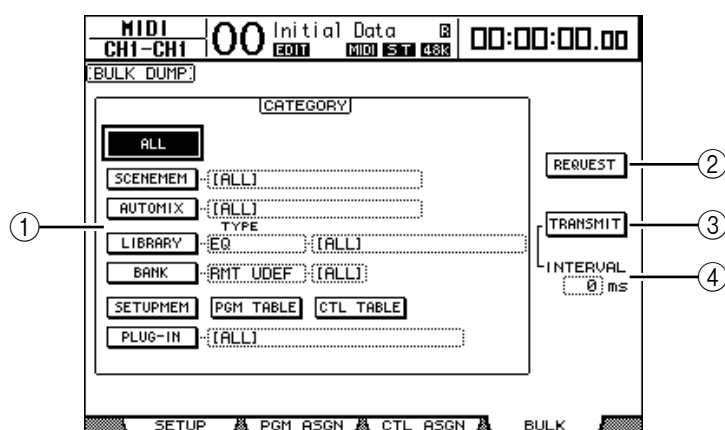 MIDI
CH1-CH1
00 Initial Data R
EDIT MIDI ST 48k
00:00:00.00
BULK DUMP
CATEGORY
ALL
REQUEST ②
SCENEMEM [ALL]
AUTOMIX [ALL]
①
TYPE
TRANSMIT ③
LIBRARY EQ [ALL]
INTERVAL ④
BANK RMT UDEF [ALL]
0 ms
SETUPMEM PGM TABLE CTL TABLE
PLUG-IN [ALL]
SETUP PGM ASGN CTL ASGN BULK